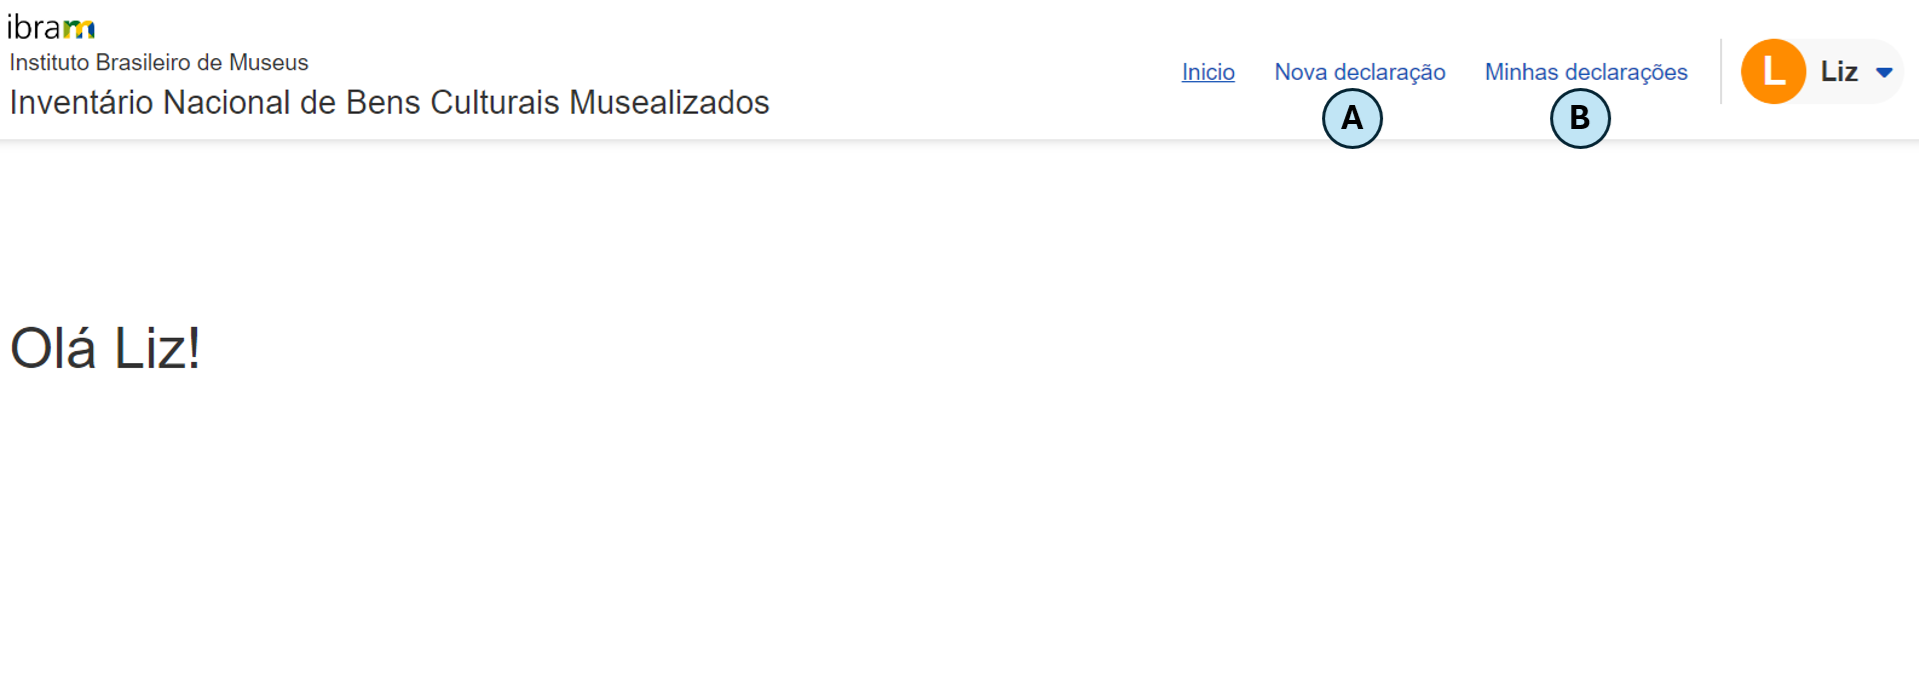 ibram
Instituto Brasileiro de Museus
Inventário Nacional de Bens Culturais Musealizados
Inicio Nova declaração Minhas declarações L Liz
A B
Olá Liz!